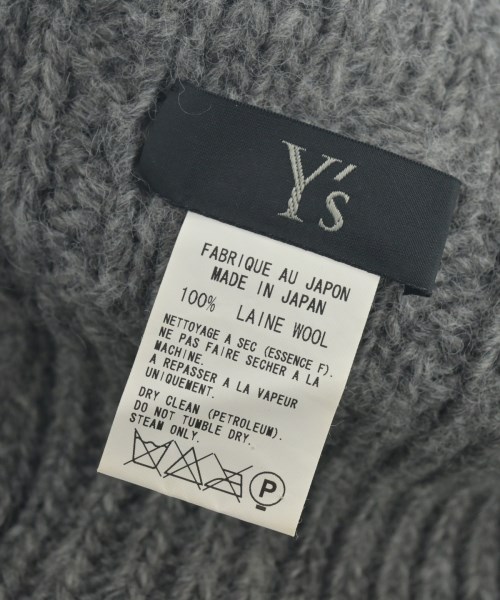 Y's
FABRIQUE AU JAPON
MADE IN JAPAN
100% LAINE WOOL
NETTOYAGE A SEC (ESSENCE F).
NE PAS FAIRE SECHER A LA
MACHINE.
A REPASSER A LA VAPEUR
UNIQUEMENT.
DRY CLEAN (PETROLEUM).
DO NOT TUMBLE DRY.
STEAM ONLY.
P